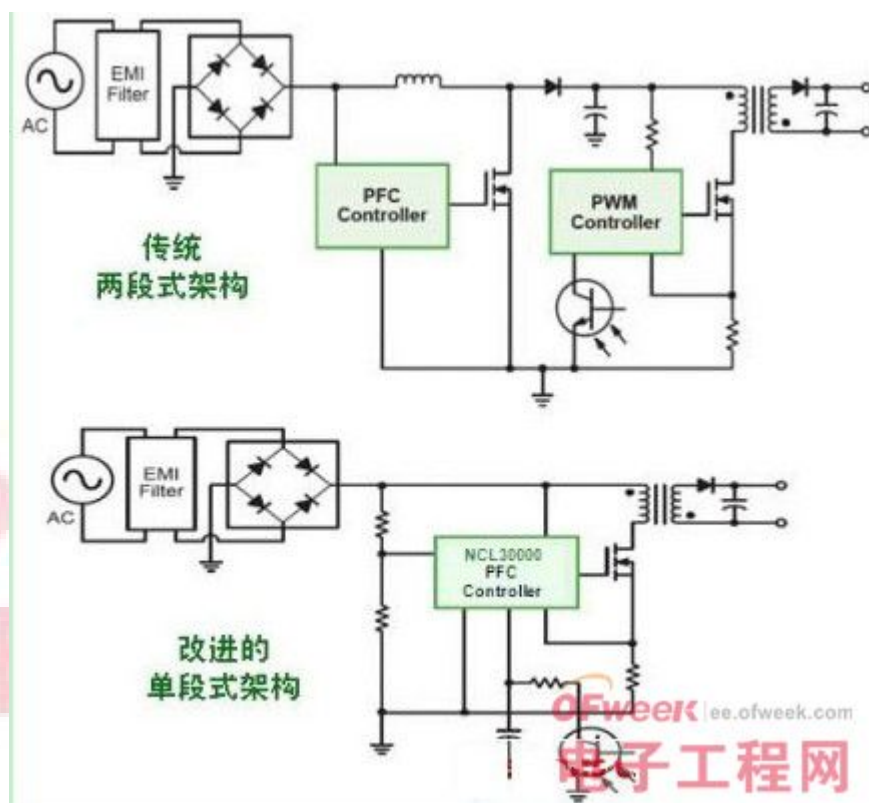 EMI
Filter
AC
PFC
Controller
PWM
Controller
传统
两段式架构
EMI
Filter
AC
NCL30000
PFC
Controller
改进的
单段式架构
OFweek ee.ofweek.com
电子工程网